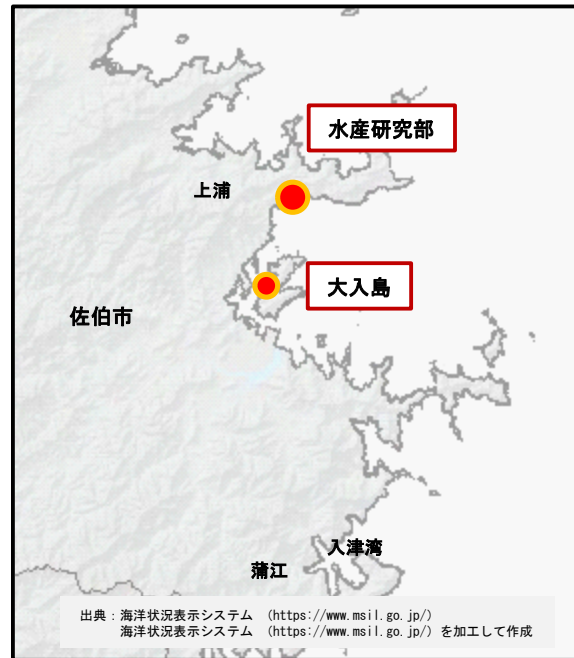 水産研究部
上浦
大入島
佐伯市
入津湾
蒲江
出典：海洋状況表示システム （https://www.msil.go.jp/）
海洋状況表示システム （https://www.msil.go.jp/）を加工して作成